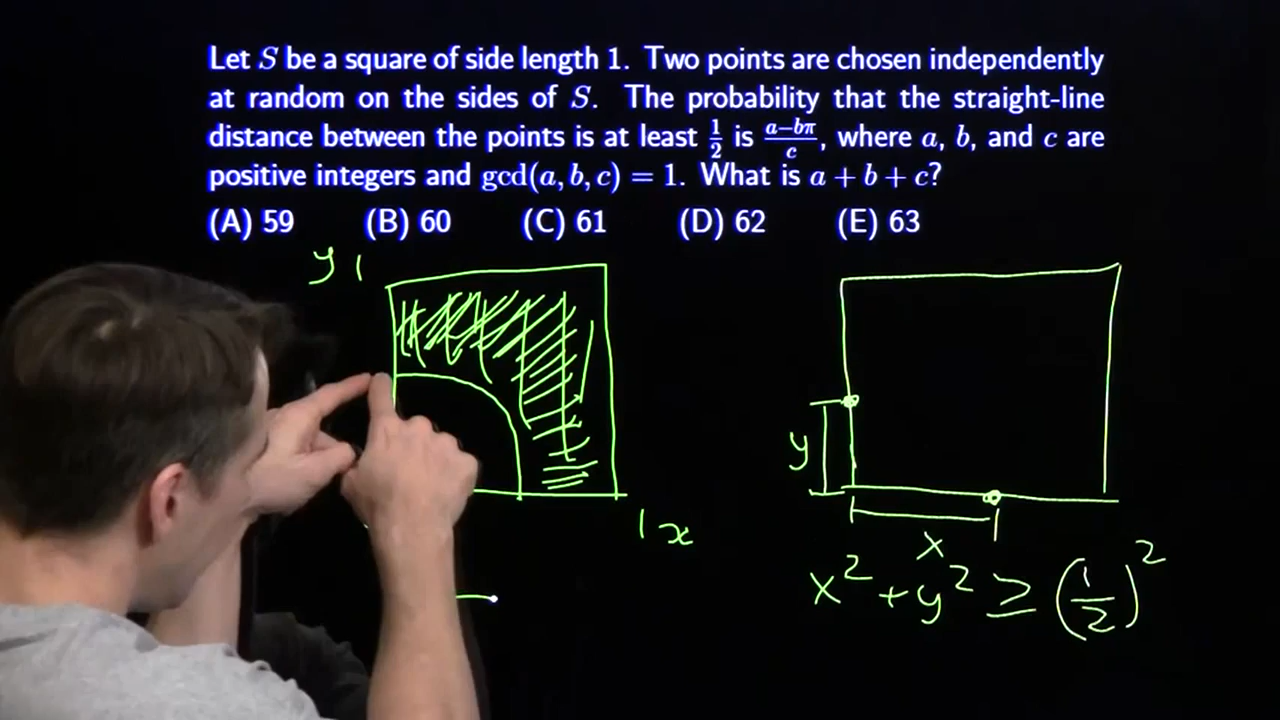 Let S be a square of side length 1. Two points are chosen independently
at random on the sides of S. The probability that the straight-line
distance between the points is at least 1/2 is (a−bπ)/c, where a, b, and c are
positive integers and gcd(a, b, c) = 1. What is a + b + c?
(A) 59 (B) 60 (C) 61 (D) 62 (E) 63
y 1
1 x
y
x
x² + y² ≥ (1/2)²